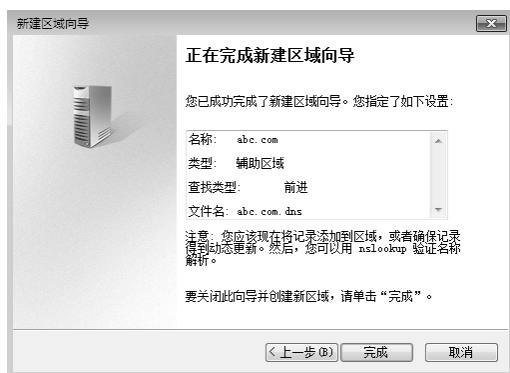 新建区域向导
正在完成新建区域向导
您已成功完成了新建区域向导。您指定了如下设置:
名称: abc.com
类型: 辅助区域
查找类型: 前进
文件名: abc.com.dns
注意: 您应该现在将记录添加到区域，或者确保记录
得到动态更新。然后，您可以用 nslookup 验证名称
解析。
要关闭此向导并创建新区域，请单击“完成”。
<上一步(B) 完成 取消